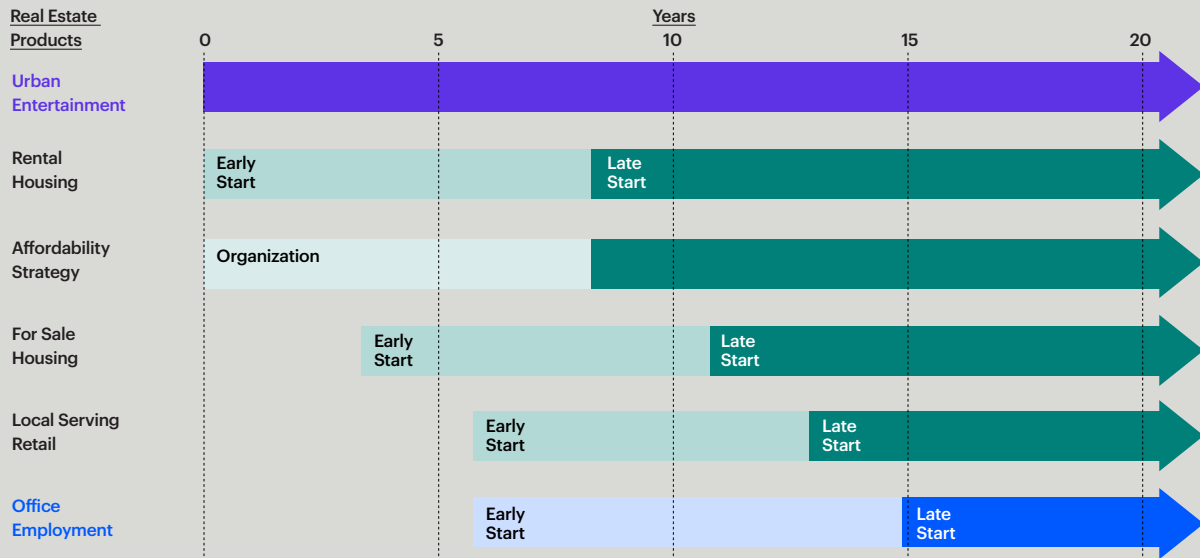 Real Estate
Products
Years
0 5 10 15 20
Urban
Entertainment
Rental
Housing
Early
Start
Late
Start
Affordability
Strategy
Organization
For Sale
Housing
Early
Start
Late
Start
Local Serving
Retail
Early
Start
Late
Start
Office
Employment
Early
Start
Late
Start